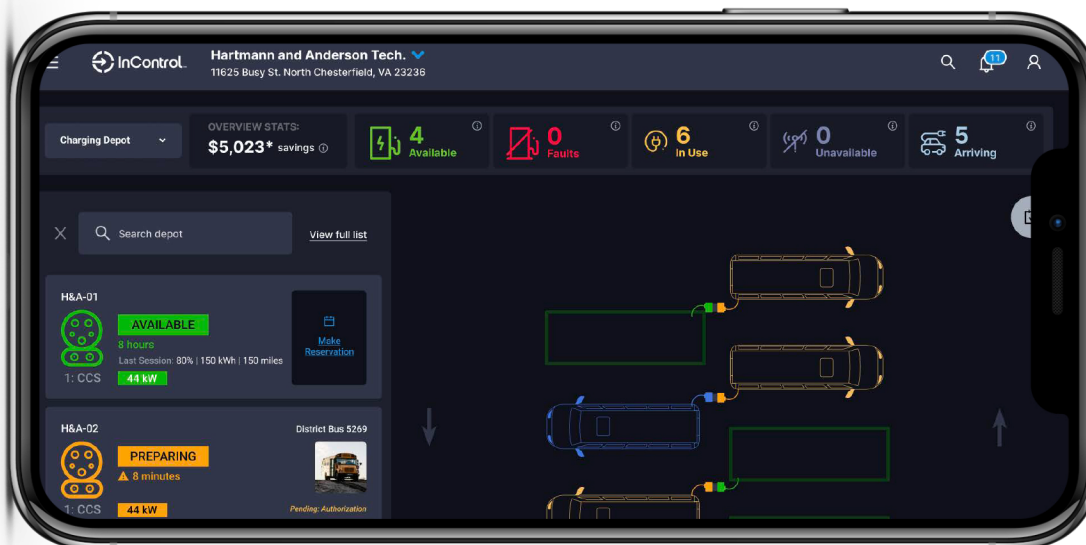 InControl
Hartmann and Anderson Tech.
11625 Busy St. North Chesterfield, VA 23236
11
Charging Depot
OVERVIEW STATS:
$5,023* savings
4
Available
0
Faults
6
In Use
0
Unavailable
5
Arriving
Search depot
View full list
H&A-01
AVAILABLE
8 hours
Last Session: 80% | 150 kWh | 150 miles
1: CCS
44 kW
Make
Reservation
H&A-02
District Bus 5269
PREPARING
8 minutes
1: CCS
44 kW
Pending: Authorization